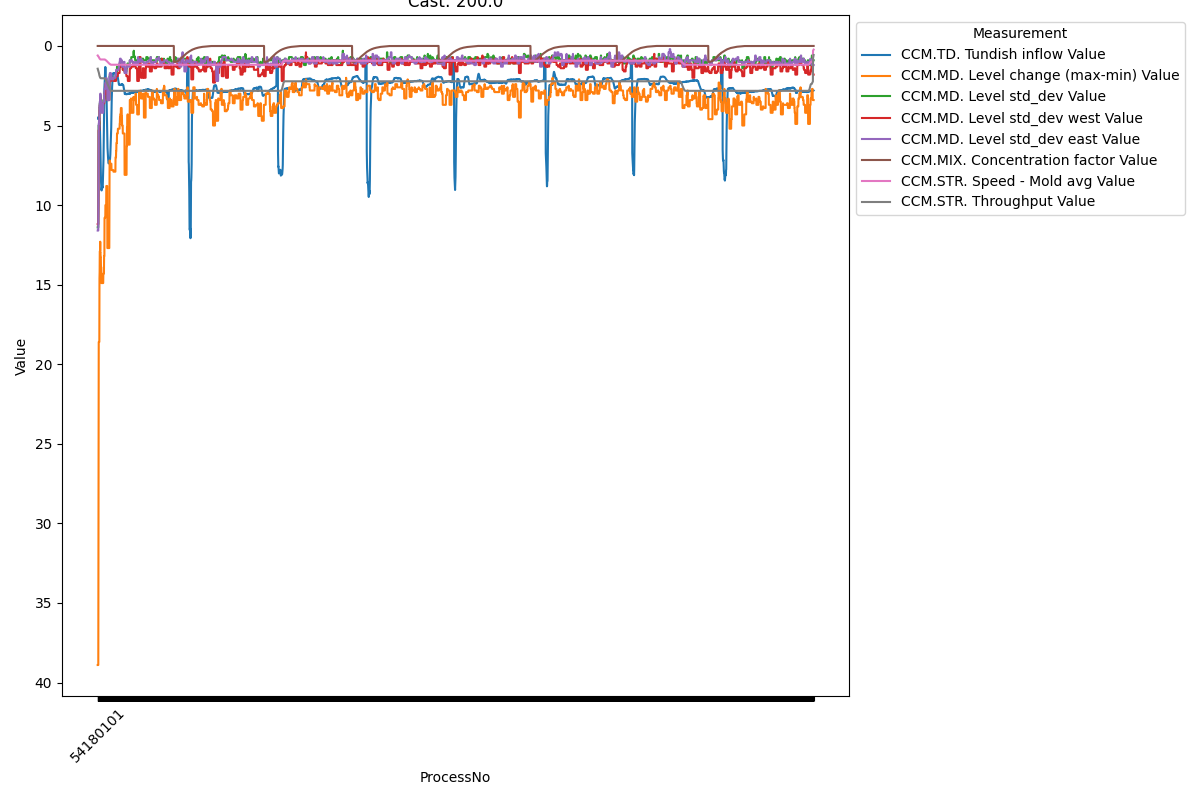 Cast: 200.0
Measurement
CCM.TD. Tundish inflow Value
CCM.MD. Level change (max-min) Value
CCM.MD. Level std_dev Value
CCM.MD. Level std_dev west Value
CCM.MD. Level std_dev east Value
CCM.MIX. Concentration factor Value
CCM.STR. Speed - Mold avg Value
CCM.STR. Throughput Value
0
5
10
15
20
25
30
35
40
Value
54180101
ProcessNo